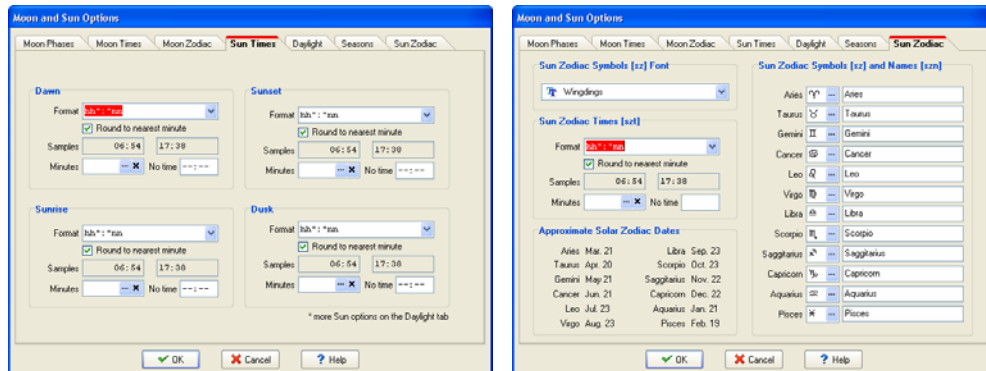 Moon and Sun Options
Moon Phases Moon Times Moon Zodiac Sun Times Daylight Seasons Sun Zodiac
Dawn
Format hh":"nn
Round to nearest minute
Samples 06:54 17:38
Minutes ... No time --:--
Sunset
Format hh":"nn
Round to nearest minute
Samples 06:54 17:38
Minutes ... No time --:--
Sunrise
Format hh":"nn
Round to nearest minute
Samples 06:54 17:38
Minutes ... No time --:--
Dusk
Format hh":"nn
Round to nearest minute
Samples 06:54 17:38
Minutes ... No time --:--
* more Sun options on the Daylight tab
OK Cancel ? Help
Moon and Sun Options
Moon Phases Moon Times Moon Zodiac Sun Times Daylight Seasons Sun Zodiac
Sun Zodiac Symbols [sz] Font
Wingdings
Sun Zodiac Times [szt]
Format hh":"nn
Round to nearest minute
Samples 06:54 17:38
Minutes ... No time
Approximate Solar Zodiac Dates
Aries Mar. 21 Libra Sep. 23
Taurus Apr. 20 Scorpio Oct. 23
Gemini May 21 Saggitarius Nov. 22
Cancer Jun. 21 Capricorn Dec. 22
Leo Jul. 23 Aquarius Jan. 21
Virgo Aug. 23 Pisces Feb. 19
Sun Zodiac Symbols [sz] and Names [szn]
Aries ♈ ... Aries
Taurus ♉ ... Taurus
Gemini ♊ ... Gemini
Cancer ♋ ... Cancer
Leo ♌ ... Leo
Virgo ♍ ... Virgo
Libra ♎ ... Libra
Scorpio ♏ ... Scorpio
Saggitarius ♐ ... Saggitarius
Capricorn ♑ ... Capricorn
Aquarius ♒ ... Aquarius
Pisces ♓ ... Pisces
OK Cancel ? Help